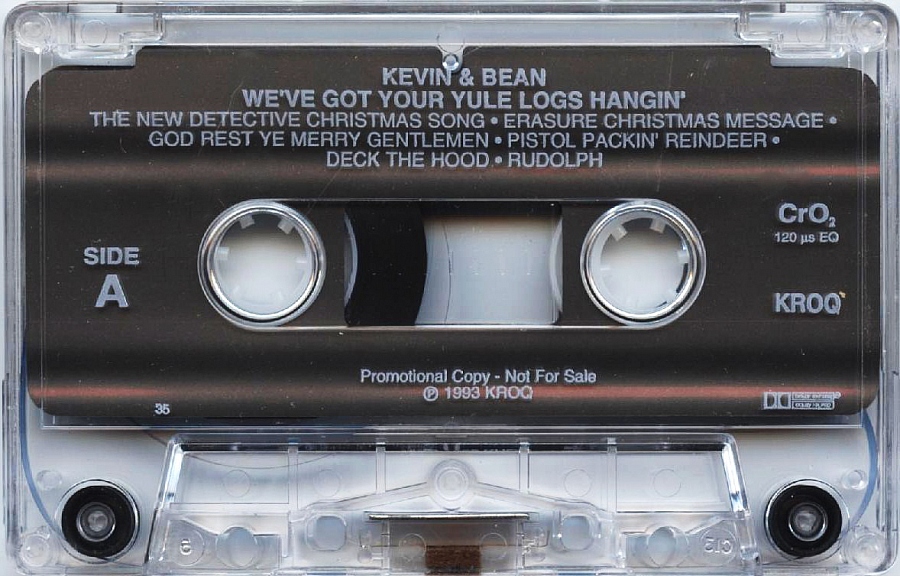 KEVIN & BEAN
WE'VE GOT YOUR YULE LOGS HANGIN'
THE NEW DETECTIVE CHRISTMAS SONG • ERASURE CHRISTMAS MESSAGE •
GOD REST YE MERRY GENTLEMEN • PISTOL PACKIN' REINDEER •
DECK THE HOOD • RUDOLPH
SIDE
A
CrO₂
120 µs EQ
KROQ
Promotional Copy - Not For Sale
℗ 1993 KROQ
35